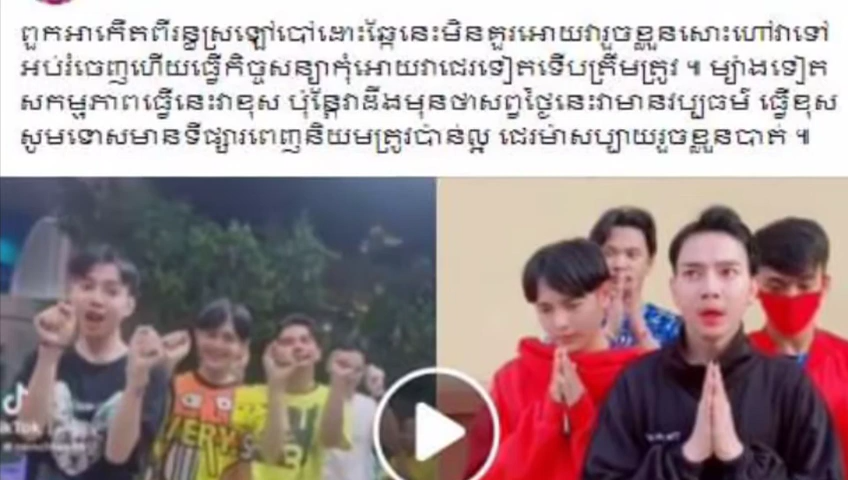 ពួកអាកើតពីរន្ធស្រឡៅបៅដោះឆ្កែនេះមិនគួរអោយវារួចខ្លួនសោះហៅវាទៅ
អប់រំចេញហើយធ្វើកិច្ចសន្យាកុំអោយវាជេរទៀតទើបត្រឹមត្រូវ ។ ម្យ៉ាងទៀត
សកម្មភាពធ្វើនេះវាខុស ប៉ុន្តែវាដឹងមុនថាសព្វថ្ងៃនេះវាមានវប្បធម៌ ធ្វើខុស
សូមទោសមានទីផ្សារពេញនិយមត្រូវប៉ាន់ល្អ ជេរម៉ាសប្បាយរួចខ្លួនបាត់ ។
TikTok
VERY